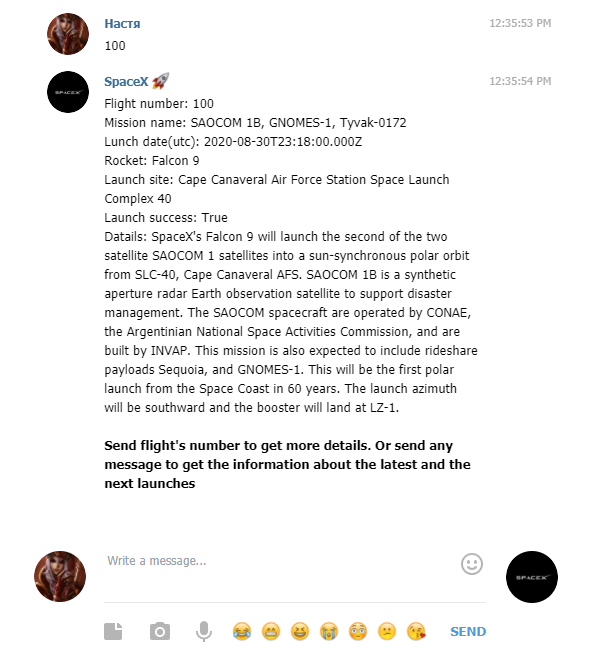 Настя
12:35:53 PM
100
SpaceX 🚀
12:35:54 PM
SPACEX
Flight number: 100
Mission name: SAOCOM 1B, GNOMES-1, Tyvak-0172
Lunch date(utc): 2020-08-30T23:18:00.000Z
Rocket: Falcon 9
Launch site: Cape Canaveral Air Force Station Space Launch
Complex 40
Launch success: True
Datails: SpaceX's Falcon 9 will launch the second of the two
satellite SAOCOM 1 satellites into a sun-synchronous polar orbit
from SLC-40, Cape Canaveral AFS. SAOCOM 1B is a synthetic
aperture radar Earth observation satellite to support disaster
management. The SAOCOM spacecraft are operated by CONAE,
the Argentinian National Space Activities Commission, and are
built by INVAP. This mission is also expected to include rideshare
payloads Sequoia, and GNOMES-1. This will be the first polar
launch from the Space Coast in 60 years. The launch azimuth
will be southward and the booster will land at LZ-1.
Send flight's number to get more details. Or send any
message to get the information about the latest and the
next launches
Write a message...
SPACEX
SEND